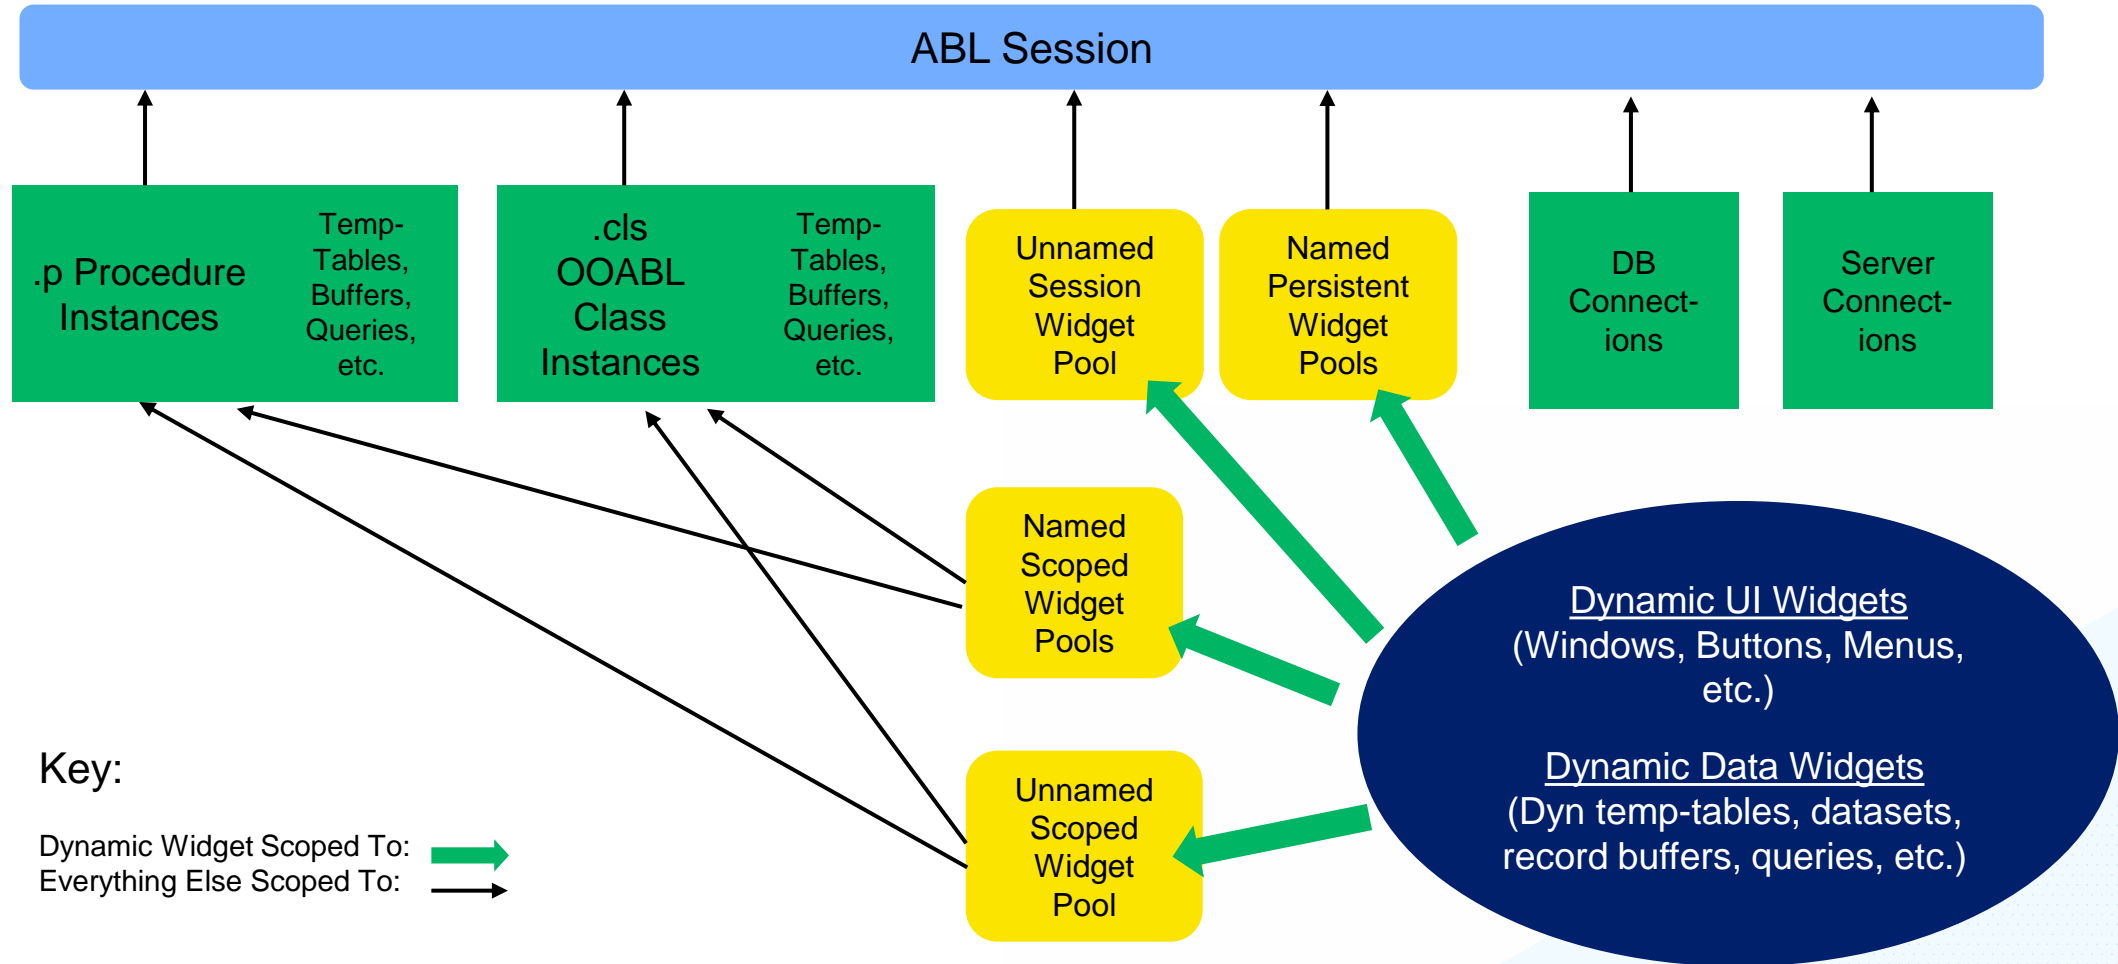 ABL Session
.p Procedure
Instances
Temp-
Tables,
Buffers,
Queries,
etc.
.cls
OOABL
Class
Instances
Temp-
Tables,
Buffers,
Queries,
etc.
Unnamed
Session
Widget
Pool
Named
Persistent
Widget
Pools
DB
Connect-
ions
Server
Connect-
ions
Named
Scoped
Widget
Pools
Unnamed
Scoped
Widget
Pool
Dynamic UI Widgets
(Windows, Buttons, Menus,
etc.)
Dynamic Data Widgets
(Dyn temp-tables, datasets,
record buffers, queries, etc.)
Key:
Dynamic Widget Scoped To:
Everything Else Scoped To: